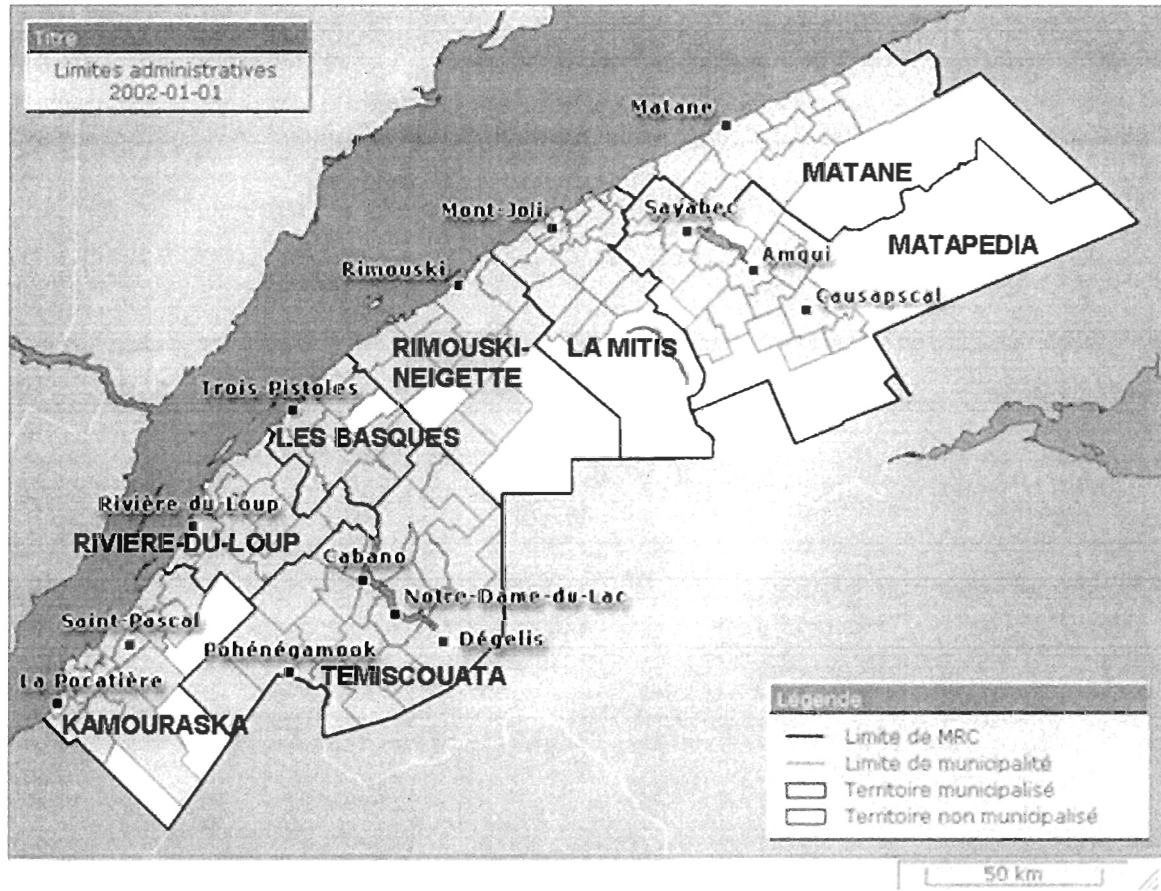 Titre
Limites administratives
2002-01-01
Matane
MATANE
Mont-Joli
Sayabec
MATAPEDIA
Amqui
Rimouski
Causapscal
RIMOUSKI-
NEIGETTE
LA MITIS
Trois-Pistoles
LES BASQUES
Rivière du Loup
RIVIERE-DU-LOUP
Cabano
Notre-Dame-du-Lac
Saint-Pascal
Dégelis
Pohénégamook
TEMISCOUATA
La Pocatière
KAMOURASKA
Légende
Limite de MRC
Limite de municipalité
Territoire municipalisé
Territoire non municipalisé
50 km